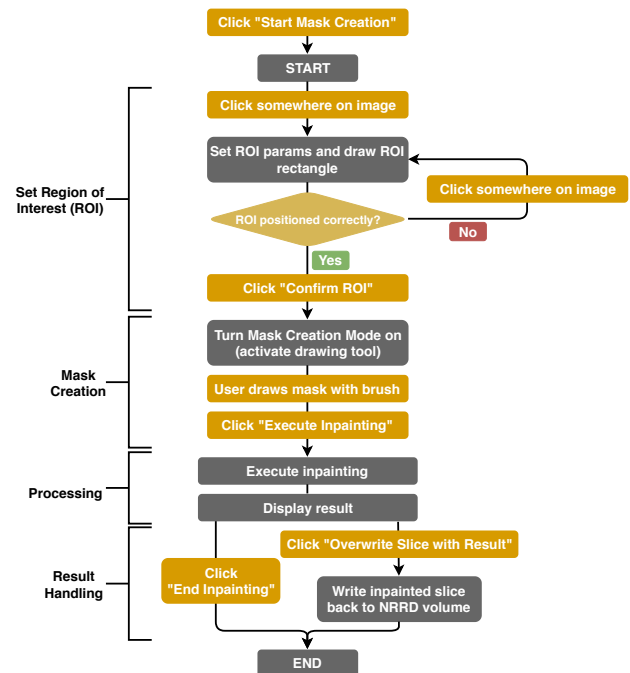 Click "Start Mask Creation"
START
Click somewhere on image
Set ROI params and draw ROI
rectangle
Click somewhere on image
Set Region of
Interest (ROI)
ROI positioned correctly?
No
Yes
Click "Confirm ROI"
Turn Mask Creation Mode on
(activate drawing tool)
Mask
Creation
User draws mask with brush
Click "Execute Inpainting"
Execute inpainting
Processing
Display result
Click "Overwrite Slice with Result"
Result
Handling
Click
"End Inpainting"
Write inpainted slice
back to NRRD volume
END